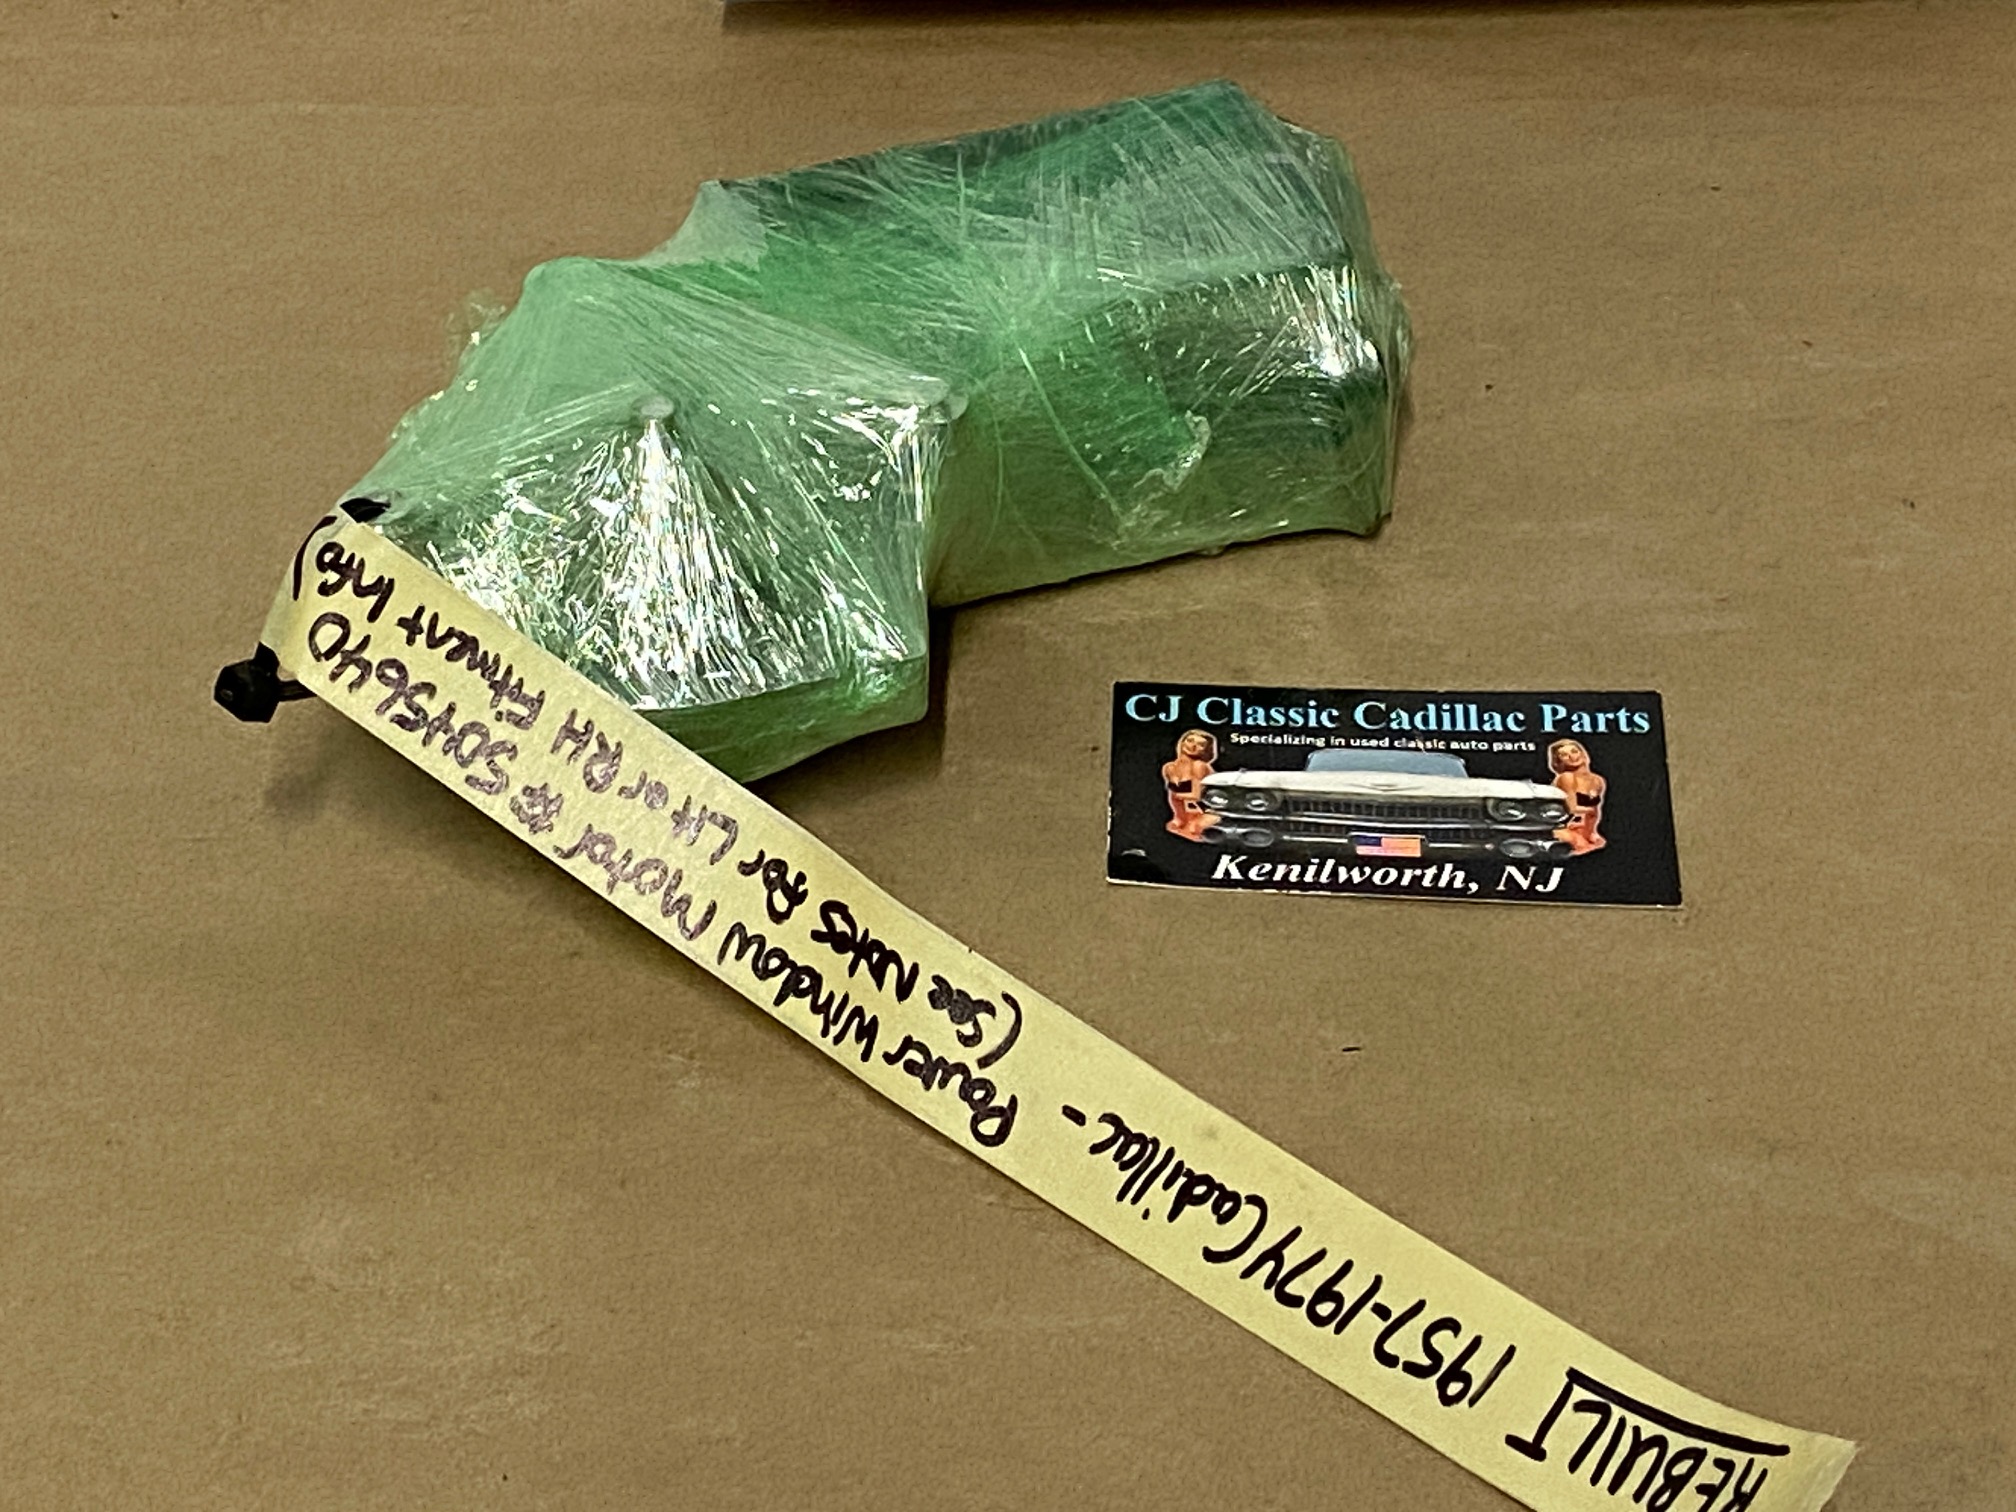 REBUILT 1957-1974 Cadillac - Power Window Motor # 5045640
(See Notes for LH or RH Fitment Info)
CJ Classic Cadillac Parts
Specializing in used classic auto parts
Kenilworth, NJ